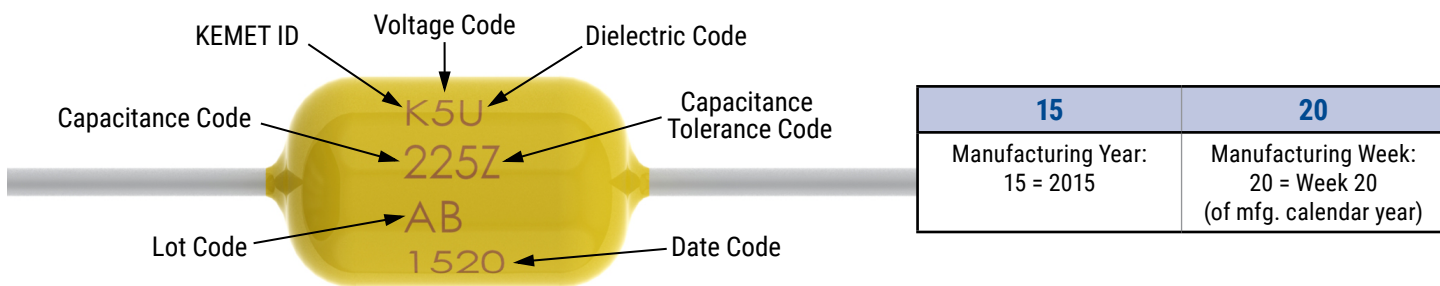 KEMET ID
Voltage Code
Dielectric Code
Capacitance Code
Capacitance
Tolerance Code
K5U
225Z
AB
1520
Lot Code
Date Code
15
20
Manufacturing Year:
15 = 2015
Manufacturing Week:
20 = Week 20
(of mfg. calendar year)